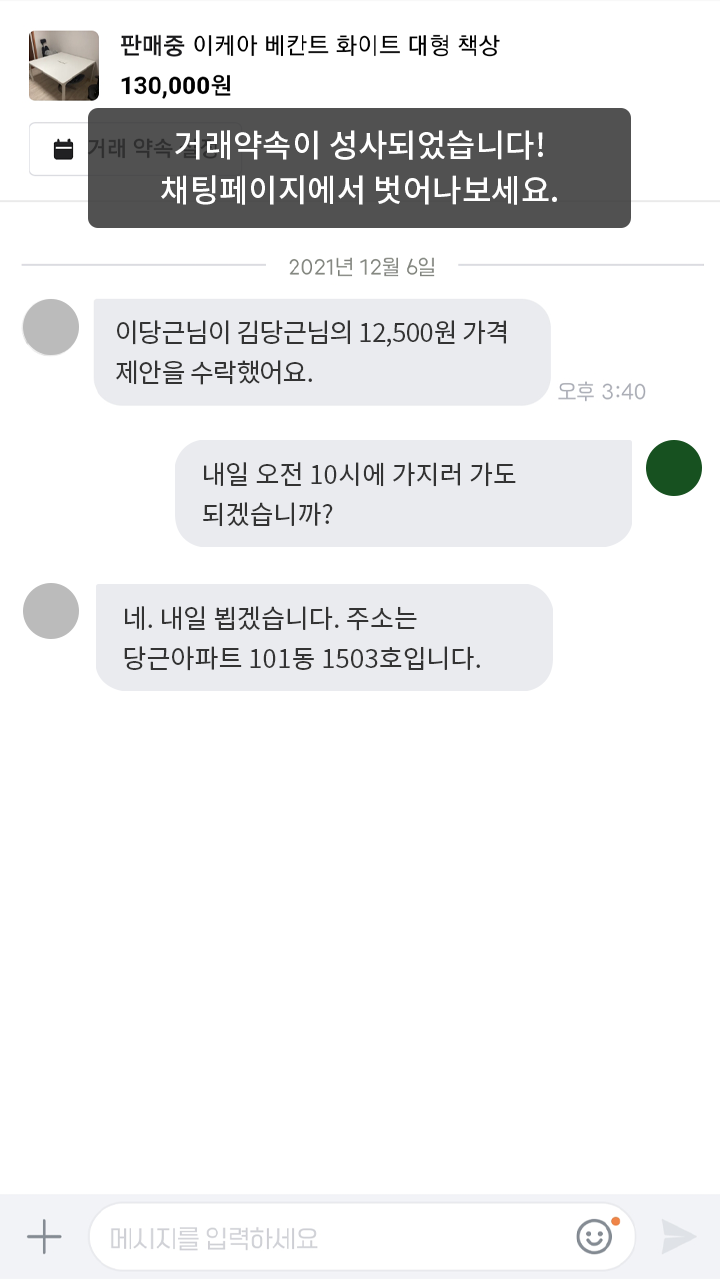 판매중 이케아 베칸트 화이트 대형 책상
130,000원
거래 약속
거래약속이 성사되었습니다!
채팅페이지에서 벗어나보세요.
2021년 12월 6일
이당근님이 김당근님의 12,500원 가격
제안을 수락했어요.
오후 3:40
내일 오전 10시에 가지러 가도
되겠습니까?
네. 내일 뵙겠습니다. 주소는
당근아파트 101동 1503호입니다.
메시지를 입력하세요